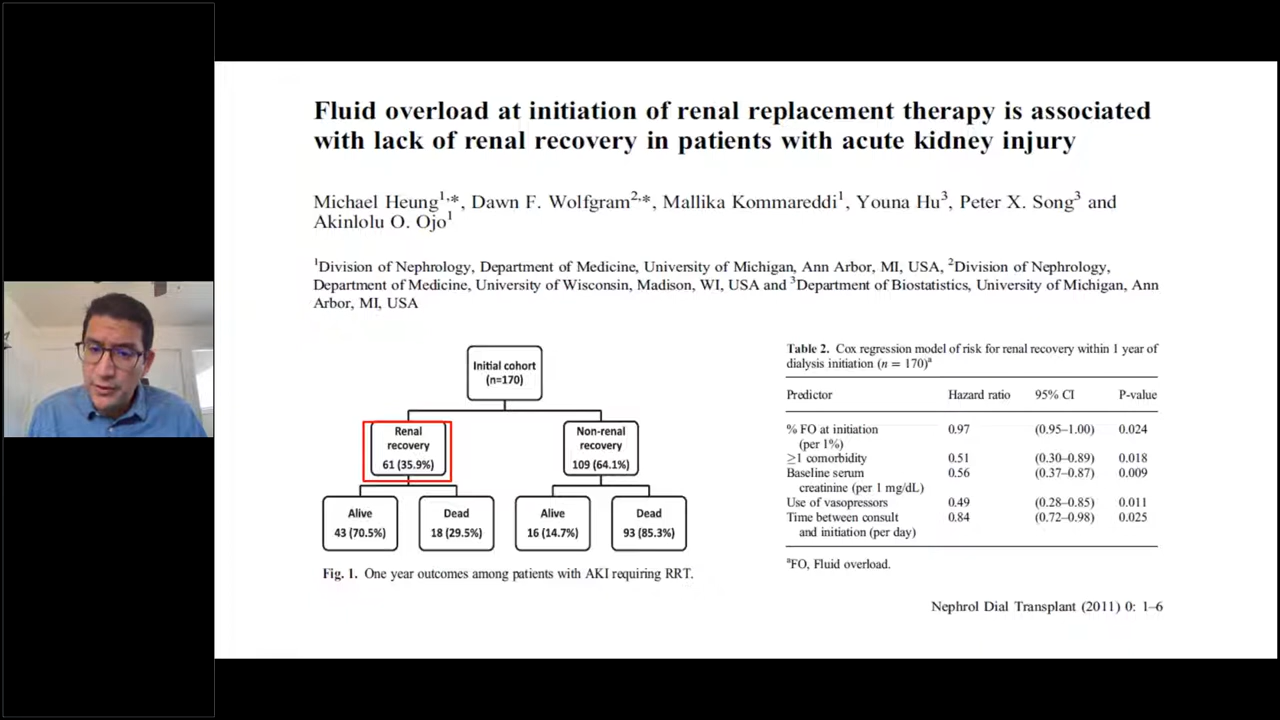 Fluid overload at initiation of renal replacement therapy is associated
with lack of renal recovery in patients with acute kidney injury
Michael Heung1,*, Dawn F. Wolfgram2,*, Mallika Kommareddi1, Youna Hu3, Peter X. Song3 and
Akinlolu O. Ojo1
1Division of Nephrology, Department of Medicine, University of Michigan, Ann Arbor, MI, USA, 2Division of Nephrology,
Department of Medicine, University of Wisconsin, Madison, WI, USA and 3Department of Biostatistics, University of Michigan, Ann
Arbor, MI, USA
Initial cohort
(n=170)
Renal
recovery
61 (35.9%)
Non-renal
recovery
109 (64.1%)
Alive
43 (70.5%)
Dead
18 (29.5%)
Alive
16 (14.7%)
Dead
93 (85.3%)
Fig. 1. One year outcomes among patients with AKI requiring RRT.
Table 2. Cox regression model of risk for renal recovery within 1 year of
dialysis initiation (n = 170)a
Predictor Hazard ratio 95% CI P-value
% FO at initiation 0.97 (0.95–1.00) 0.024
(per 1%)
≥1 comorbidity 0.51 (0.30–0.89) 0.018
Baseline serum 0.56 (0.37–0.87) 0.009
creatinine (per 1 mg/dL)
Use of vasopressors 0.49 (0.28–0.85) 0.011
Time between consult 0.84 (0.72–0.98) 0.025
and initiation (per day)
aFO, Fluid overload.
Nephrol Dial Transplant (2011) 0: 1–6